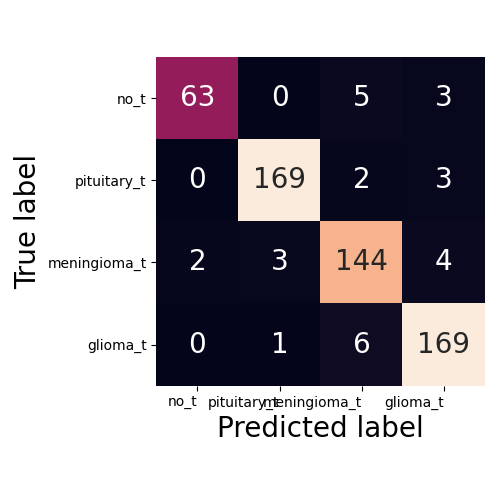 True label
no_t 63 0 5 3
pituitary_t 0 169 2 3
meningioma_t 2 3 144 4
glioma_t 0 1 6 169
no_t pituitary_t meningioma_t glioma_t
Predicted label